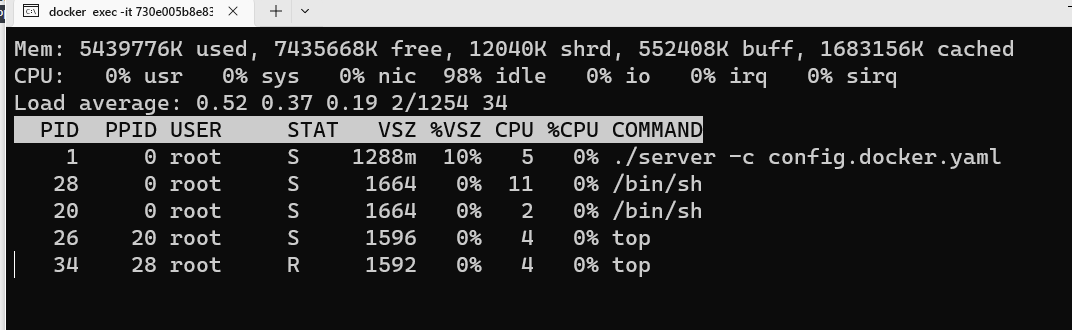 docker exec -it 730e005b8e83
Mem: 5439776K used, 7435668K free, 12040K shrd, 552408K buff, 1683156K cached
CPU:   0% usr   0% sys   0% nic  98% idle   0% io   0% irq   0% sirq
Load average: 0.52 0.37 0.19 2/1254 34
  PID  PPID USER     STAT   VSZ %VSZ CPU %CPU COMMAND
    1     0 root     S    1288m  10%   5   0% ./server -c config.docker.yaml
   28     0 root     S     1664   0%  11   0% /bin/sh
   20     0 root     S     1664   0%   2   0% /bin/sh
   26    20 root     S     1596   0%   4   0% top
   34    28 root     R     1592   0%   4   0% top